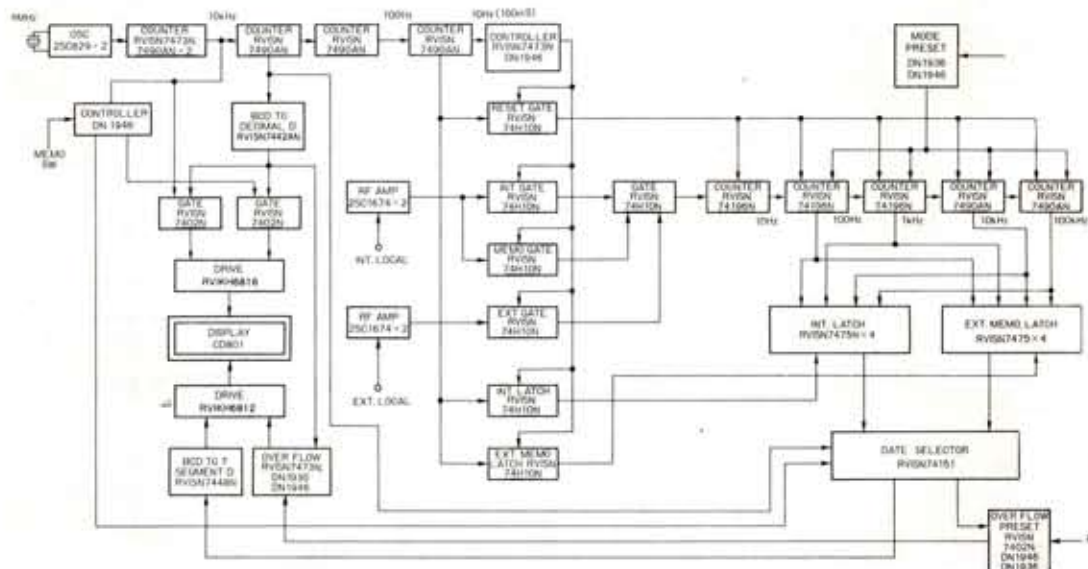 OSC
2SC829×2
COUNTER
RVISN7473N
7490AN×2
10kHz
COUNTER
RVISN
7490AN
COUNTER
RVISN
7490AN
100Hz
COUNTER
RVISN
7490AN
10Hz (100mS)
CONTROLLER
RVISN7473N
DN1946
MODE
PRESET
DN1936
DN1946
CONTROLLER
DN 1946
MEMO
SW
BCD TO
DECIMAL D
RVISN7442AN
RESET GATE
RVISN
74H10N
GATE
RVISN
7402N
GATE
RVISN
7402N
RF AMP
2SC1674×2
INT. LOCAL
INT GATE
RVISN
74H10N
GATE
RVISN
74H10N
COUNTER
RVISN
74196N
10Hz
COUNTER
RVISN
74196N
100Hz
COUNTER
RVISN
74196N
1kHz
COUNTER
RVISN
7490AN
10kHz
COUNTER
RVISN
7490AN
100kHz
MEMO GATE
RVISN
74H10N
DRIVE
RVIKH6816
DISPLAY
CD801
DRIVE
RVIKH6812
RF AMP
2SC1674×2
EXT. LOCAL
EXT GATE
RVISN
74H10N
INT. LATCH
RVISN7475N×4
EXT. MEMO LATCH
RVISN7475×4
INT. LATCH
RVISN
74H10N
BCD TO 7
SEGMENT D
RVISN7448N
OVER FLOW
RVISN7473N
DN1946
EXT MEMO
LATCH RVISN
74H10N
DATE SELECTOR
RVISN74151
OVER FLOW
PRESET
RVISN
7402N
DN1946
DN1936